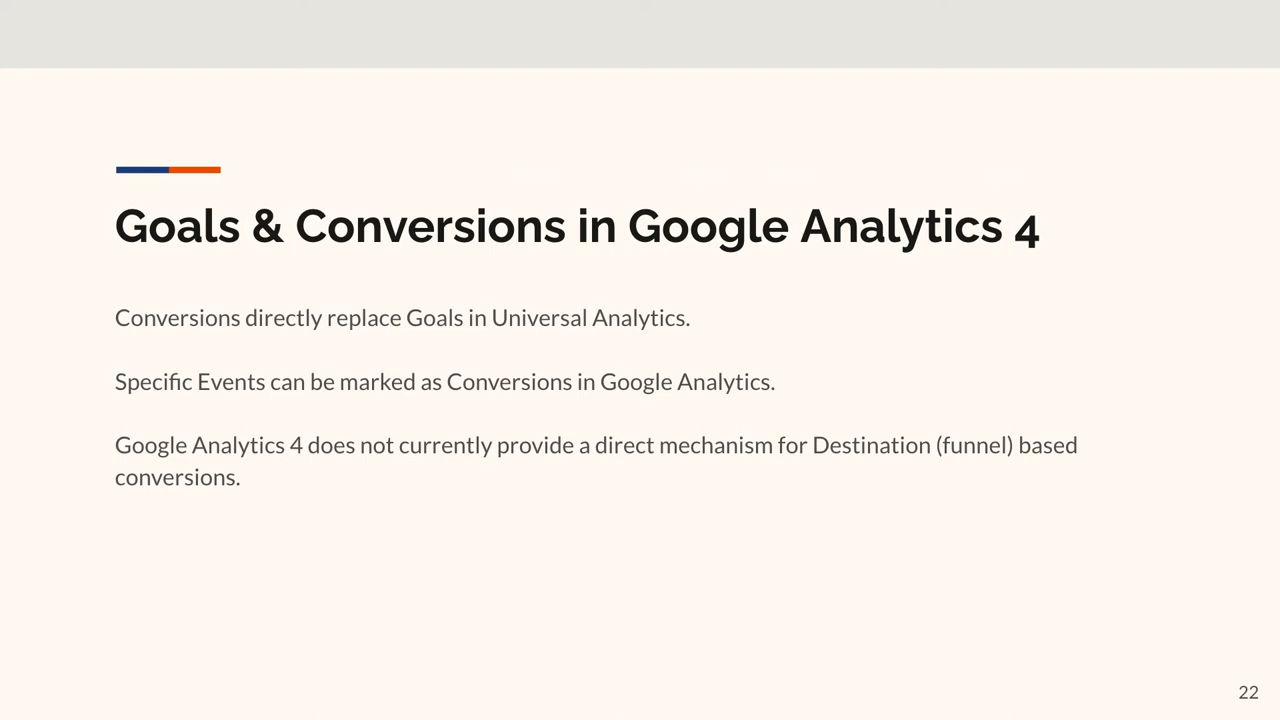 Goals & Conversions in Google Analytics 4
Conversions directly replace Goals in Universal Analytics.
Specific Events can be marked as Conversions in Google Analytics.
Google Analytics 4 does not currently provide a direct mechanism for Destination (funnel) based
conversions.
22